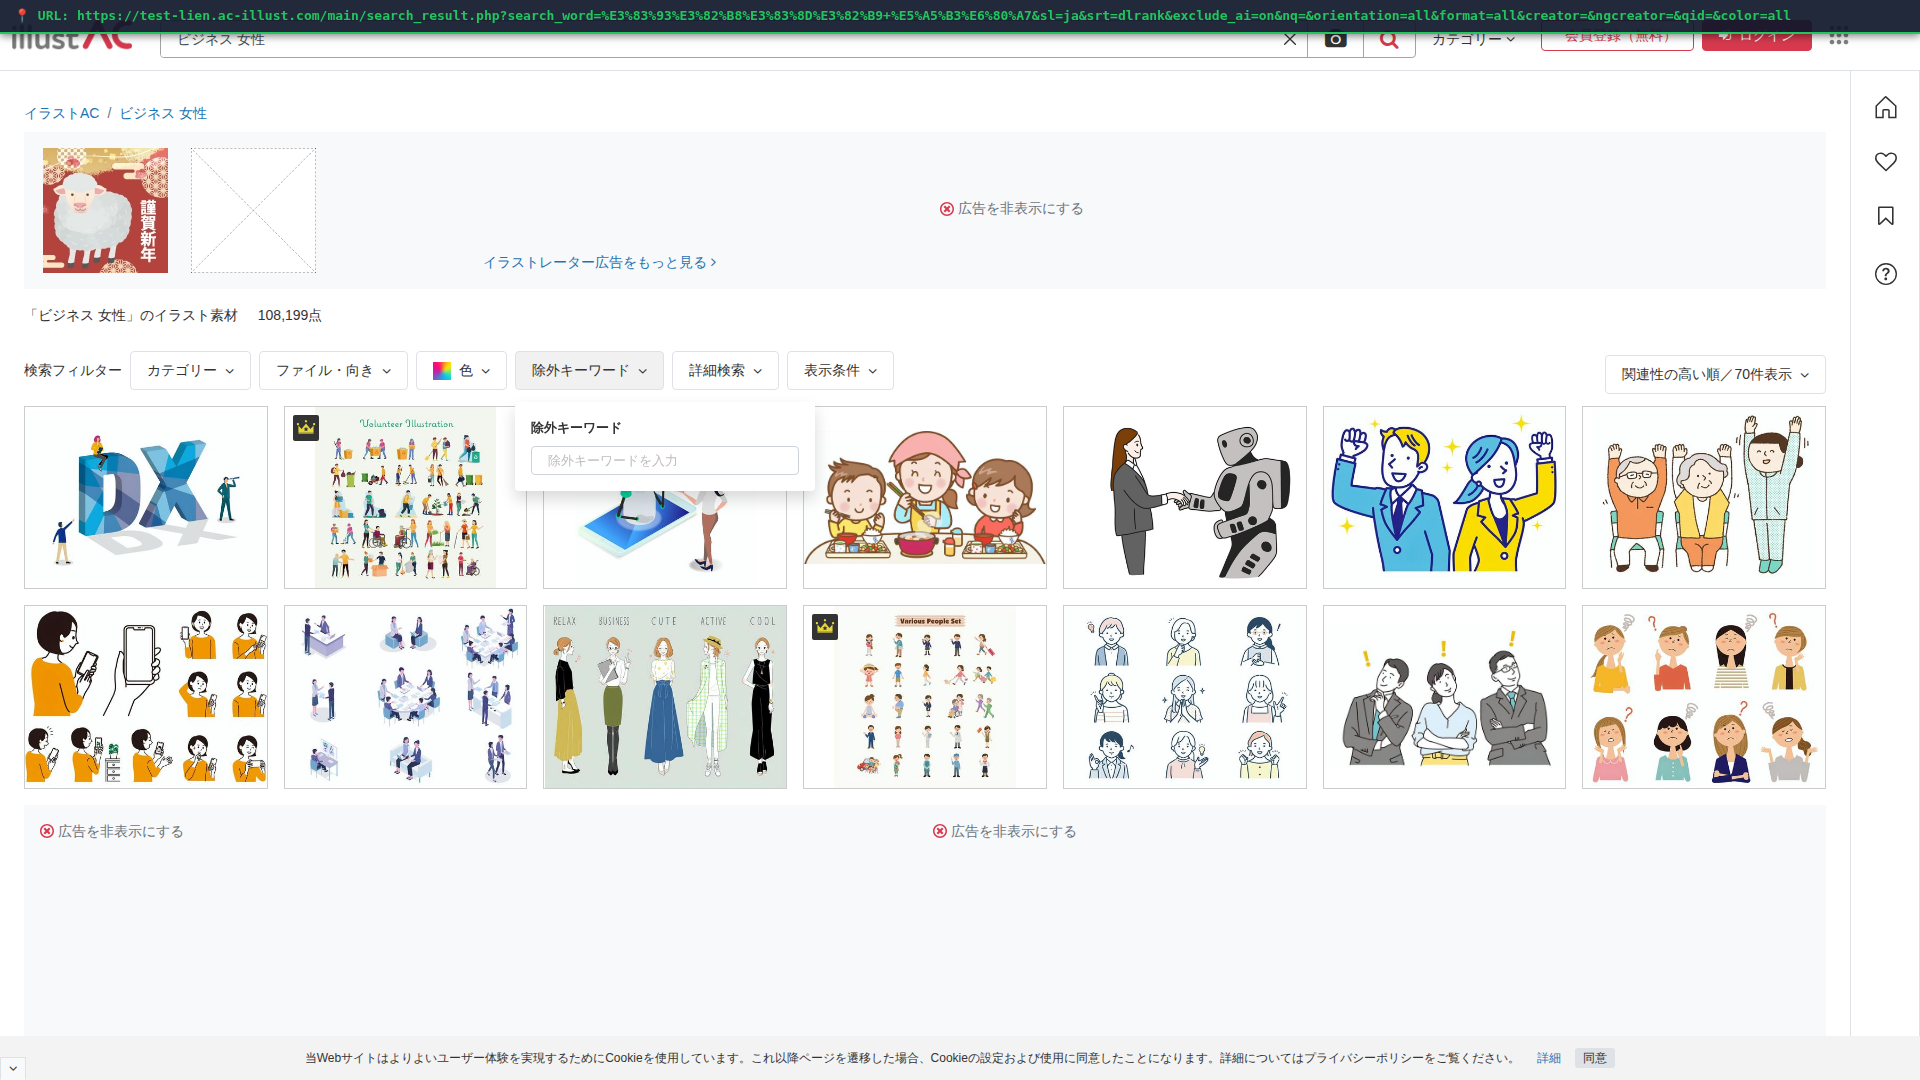 📍 URL: https://test-lien.ac-illust.com/main/search_result.php?search_word=%E3%83%93%E3%82%B8%E3%83%8D%E3%82%B9+%E5%A5%B3%E6%80%A7&sl=ja&srt=dlrank&exclude_ai=on&nq=&orientation=all&format=all&creator=&ngcreator=&qid=&color=all
illust AC
ビジネス 女性
カテゴリー
会員登録（無料）
ログイン
イラストAC / ビジネス 女性
謹賀新年
広告を非表示にする
イラストレーター広告をもっと見る
「ビジネス 女性」のイラスト素材 108,199点
検索フィルター
カテゴリー
ファイル・向き
色
除外キーワード
詳細検索
表示条件
関連性の高い順／70件表示
除外キーワード
除外キーワードを入力
DX
Volunteer Illustration
RELAX BUSINESS CUTE ACTIVE COOL
Various People Set
広告を非表示にする
広告を非表示にする
当Webサイトはよりよいユーザー体験を実現するためにCookieを使用しています。これ以降ページを遷移した場合、Cookieの設定および使用に同意したことになります。詳細についてはプライバシーポリシーをご覧ください。
詳細
同意